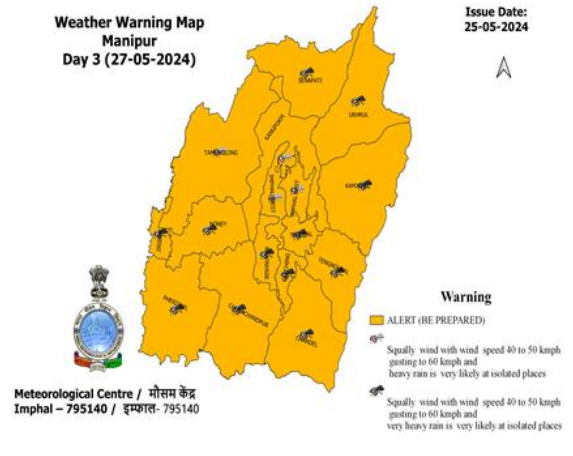 Weather Warning Map
Manipur
Day 3 (27-05-2024)
Issue Date:
25-05-2024
SENAPATI
UKHRUL
KANGPOKPI
KAMJONG
NONEY
PHERZAWL
CHURACHANDPUR
CHANDEL
Warning
ALERT (BE PREPARED)
Squally wind with wind speed 40 to 50 kmph
gusting to 60 kmph and
heavy rain is very likely at isolated places
Squally wind with wind speed 40 to 50 kmph
gusting to 60 kmph and
very heavy rain is very likely at isolated places
Meteorological Centre / मौसम केंद्र
Imphal – 795140 / इम्फाल- 795140